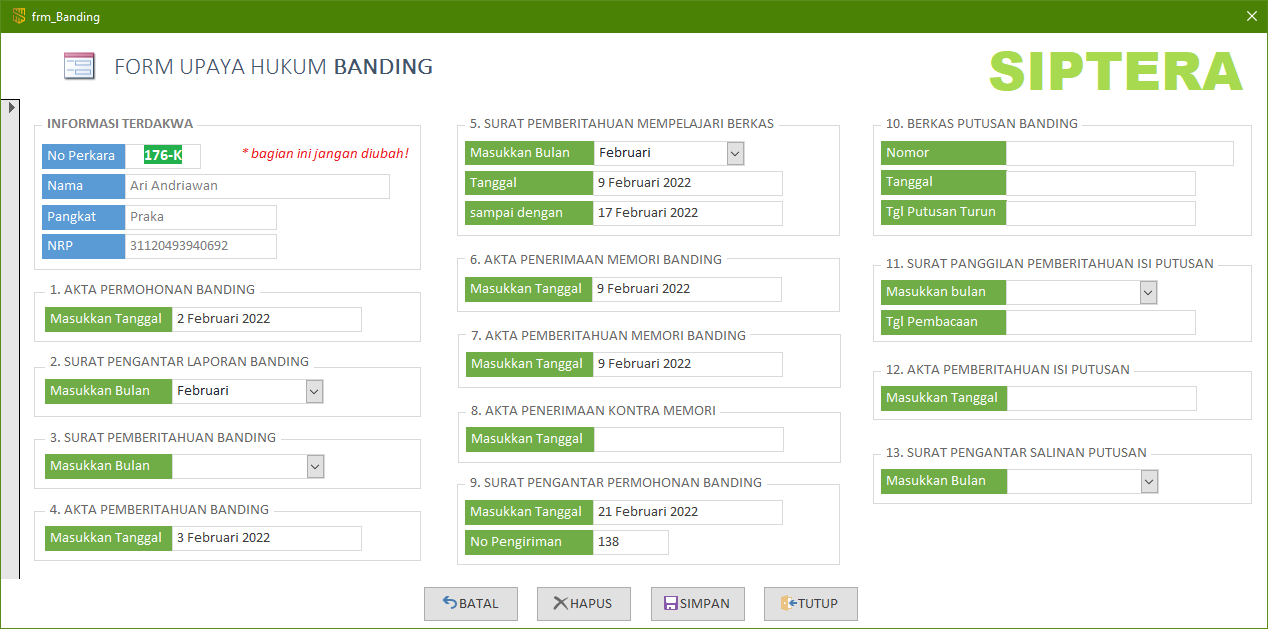 frm_Banding
FORM UPAYA HUKUM BANDING
SIPTERA
INFORMASI TERDAKWA
No Perkara 176-K * bagian ini jangan diubah!
Nama Ari Andriawan
Pangkat Praka
NRP 31120493940692
1. AKTA PERMOHONAN BANDING
Masukkan Tanggal 2 Februari 2022
2. SURAT PENGANTAR LAPORAN BANDING
Masukkan Bulan Februari
3. SURAT PEMBERITAHUAN BANDING
Masukkan Bulan
4. AKTA PEMBERITAHUAN BANDING
Masukkan Tanggal 3 Februari 2022
5. SURAT PEMBERITAHUAN MEMPELAJARI BERKAS
Masukkan Bulan Februari
Tanggal 9 Februari 2022
sampai dengan 17 Februari 2022
6. AKTA PENERIMAAN MEMORI BANDING
Masukkan Tanggal 9 Februari 2022
7. AKTA PEMBERITAHUAN MEMORI BANDING
Masukkan Tanggal 9 Februari 2022
8. AKTA PENERIMAAN KONTRA MEMORI
Masukkan Tanggal
9. SURAT PENGANTAR PERMOHONAN BANDING
Masukkan Tanggal 21 Februari 2022
No Pengiriman 138
10. BERKAS PUTUSAN BANDING
Nomor
Tanggal
Tgl Putusan Turun
11. SURAT PANGGILAN PEMBERITAHUAN ISI PUTUSAN
Masukkan bulan
Tgl Pembacaan
12. AKTA PEMBERITAHUAN ISI PUTUSAN
Masukkan Tanggal
13. SURAT PENGANTAR SALINAN PUTUSAN
Masukkan Bulan
BATAL HAPUS SIMPAN TUTUP